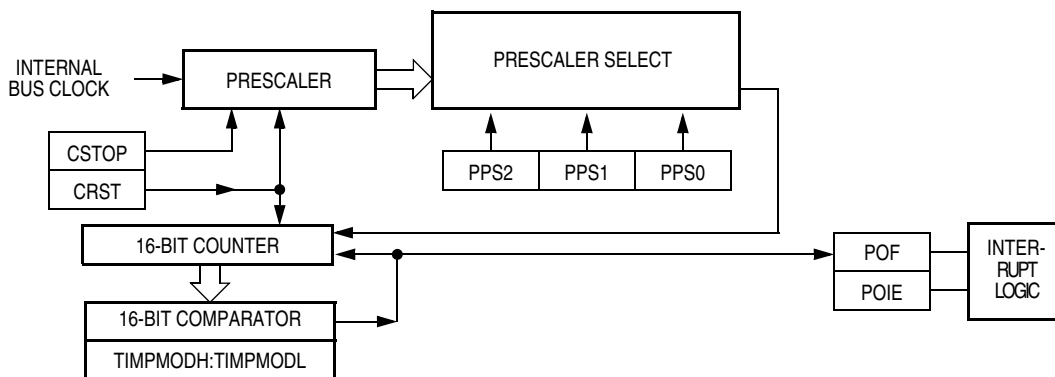 INTERNAL
BUS CLOCK
PRESCALER
PRESCALER SELECT
CSTOP
CRST
PPS2
PPS1
PPS0
16-BIT COUNTER
16-BIT COMPARATOR
TIMPMODH:TIMPMODL
POF
POIE
INTER-
RUPT
LOGIC